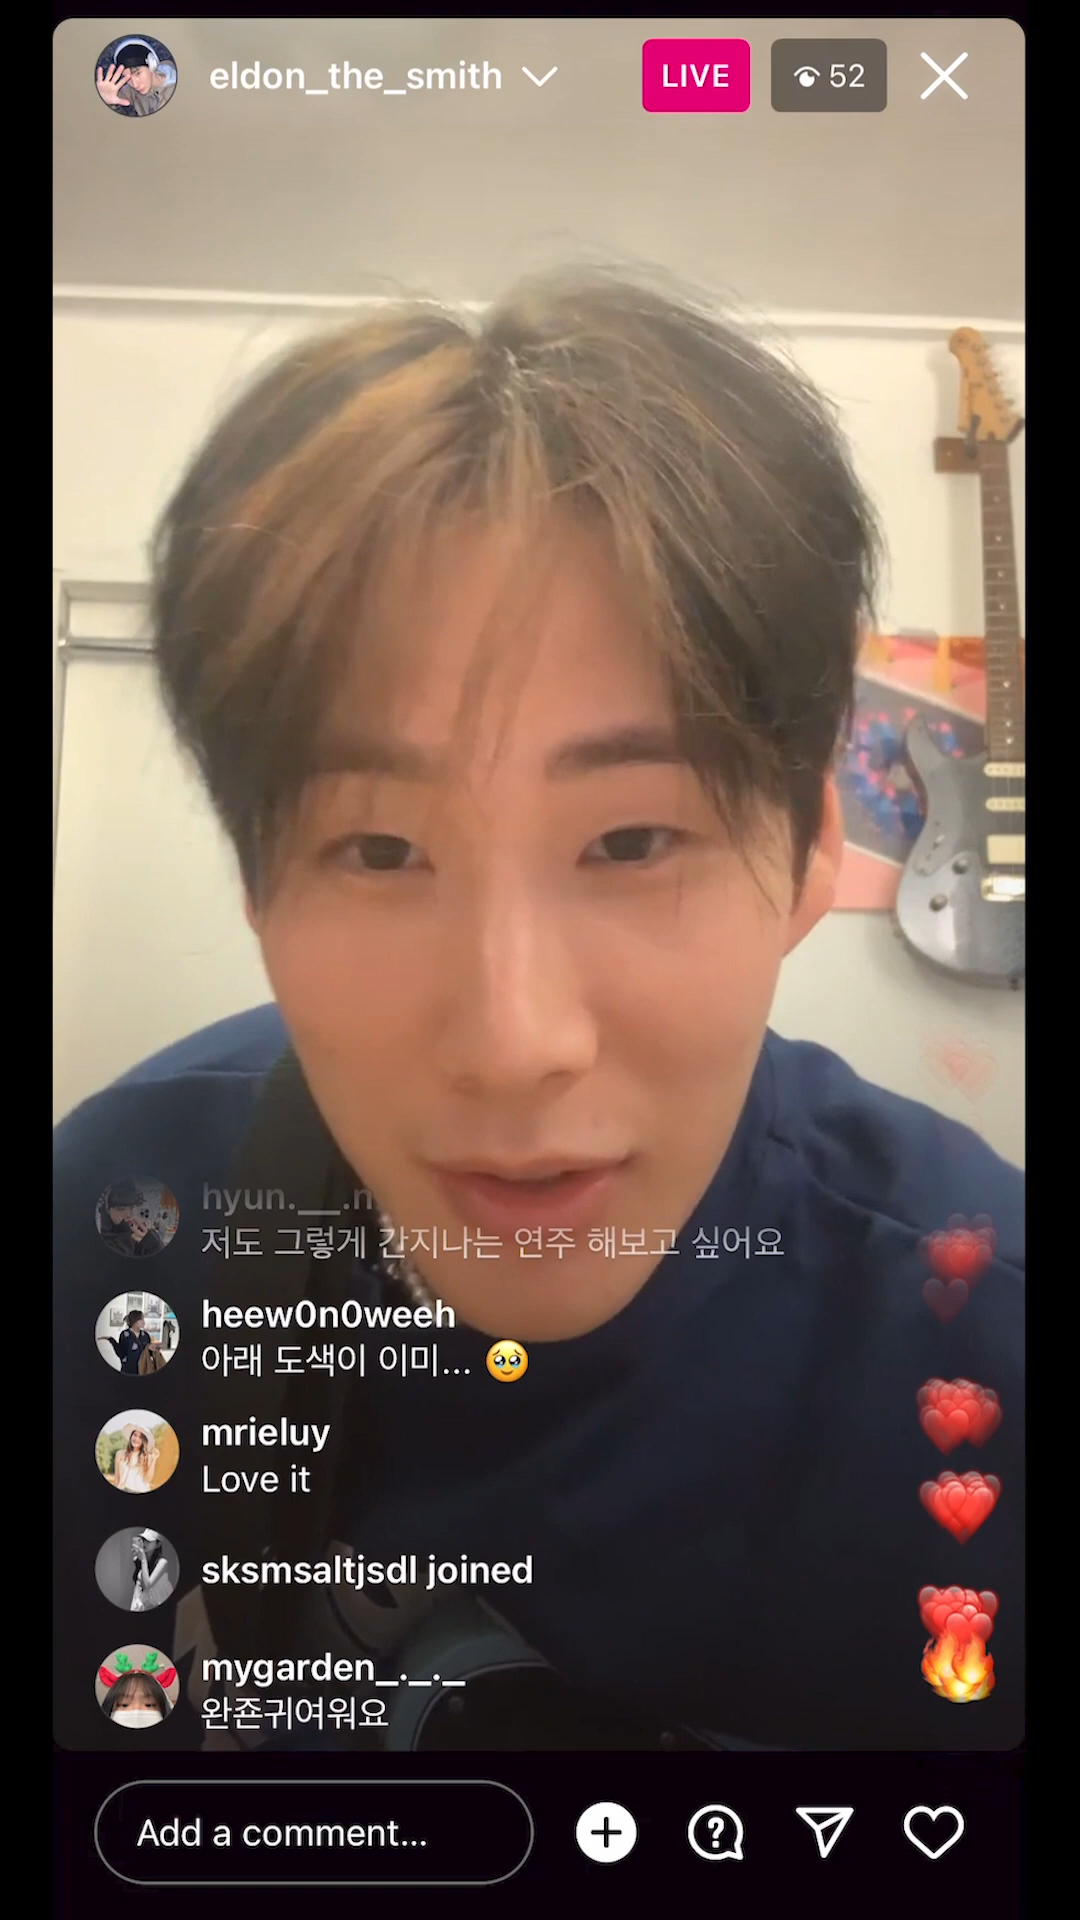 eldon_the_smith
LIVE
52
hyun.__.n
저도 그렇게 간지나는 연주 해보고 싶어요
heew0n0weeh
아래 도색이 이미... 🥹
mrieluy
Love it
sksmsaltjsdl joined
mygarden_._._
완죤귀여워요
Add a comment...